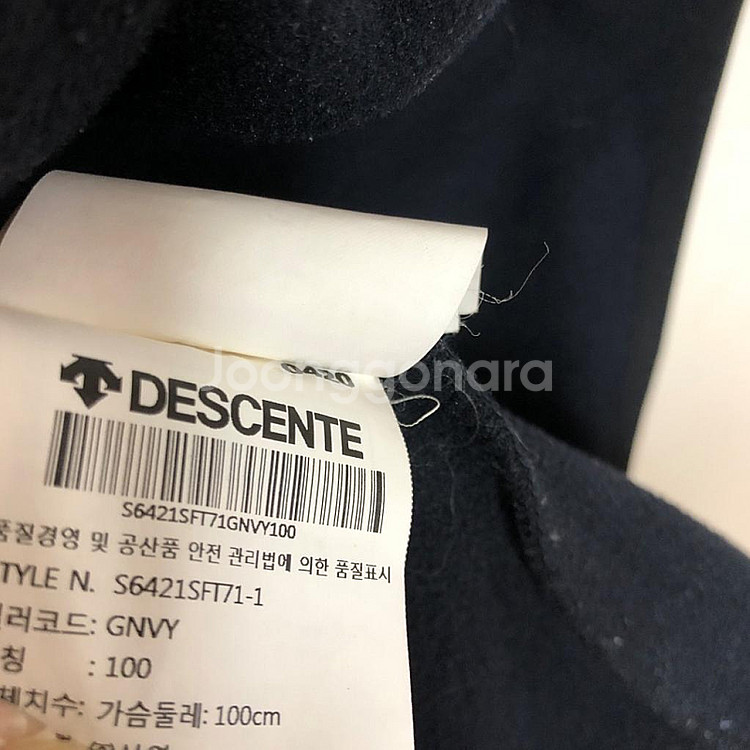 6420
Joonggonara
DESCENTE
S6421SFT71GNVY100
품질경영 및 공산품 안전 관리법에 의한 품질표시
TYLE N. S6421SFT71-1
러코드: GNVY
칭 : 100
체치수: 가슴둘레: 100cm